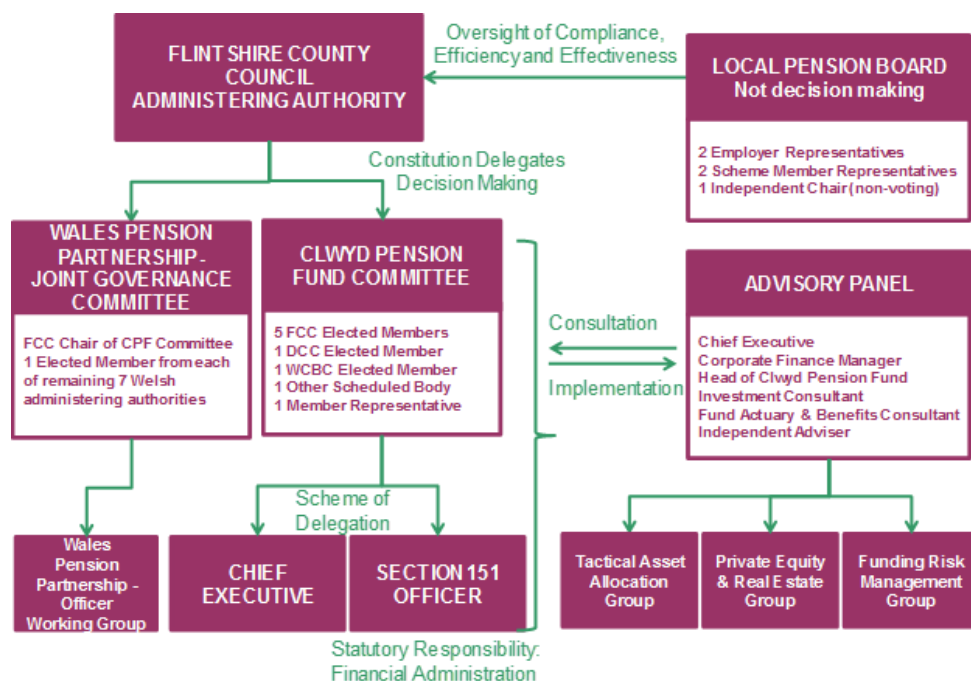 FLINT SHIRE COUNTY
COUNCIL
ADMINISTERING AUTHORITY
Oversight of Compliance,
Efficiency and Effectiveness
LOCAL PENSION BOARD
Not decision making
2 Employer Representatives
2 Scheme Member Representatives
1 Independent Chair (non-voting)
Constitution Delegates
Decision Making
WALES PENSION
PARTNERSHIP -
JOINT GOVERNANCE
COMMITTEE
FCC Chair of CPF Committee
1 Elected Member from each
of remaining 7 Welsh
administering authorities
CLWYD PENSION
FUND COMMITTEE
5 FCC Elected Members
1 DCC Elected Member
1 WCBC Elected Member
1 Other Scheduled Body
1 Member Representative
Consultation
Implementation
ADVISORY PANEL
Chief Executive
Corporate Finance Manager
Head of Clwyd Pension Fund
Investment Consultant
Fund Actuary & Benefits Consultant
Independent Adviser
Scheme of
Delegation
Wales
Pension
Partnership -
Officer
Working Group
CHIEF
EXECUTIVE
SECTION 151
OFFICER
Tactical Asset
Allocation
Group
Private Equity
& Real Estate
Group
Funding Risk
Management
Group
Statutory Responsibility:
Financial Administration